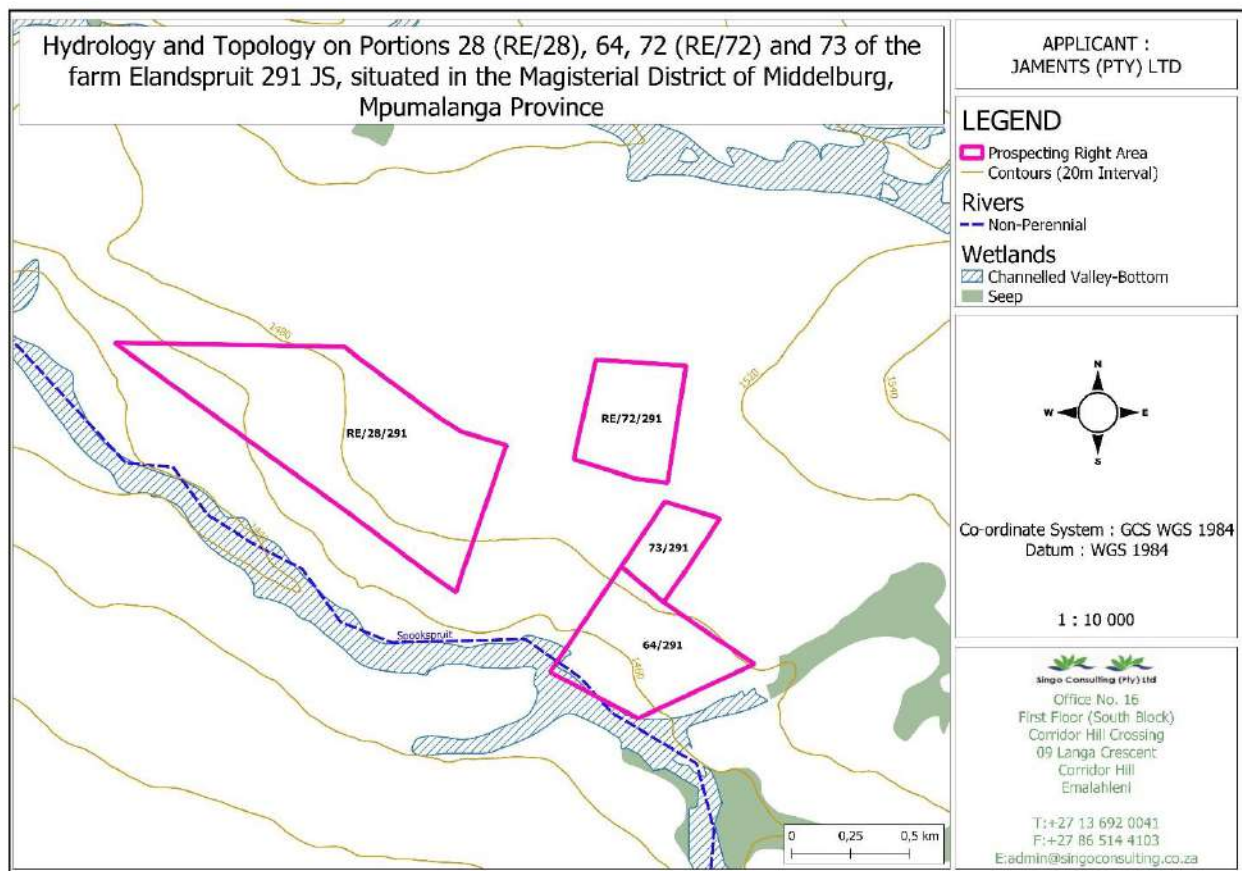 Hydrology and Topology on Portions 28 (RE/28), 64, 72 (RE/72) and 73 of the
farm Elandspruit 291 JS, situated in the Magisterial District of Middelburg,
Mpumalanga Province
APPLICANT :
JAMENTS (PTY) LTD
LEGEND
Prospecting Right Area
Contours (20m Interval)
Rivers
Non-Perennial
Wetlands
Channelled Valley-Bottom
Seep
1480
1520
1540
RE/28/291
RE/72/291
73/291
64/291
1460
Spookspruit
0 0,25 0,5 km
N
W E
S
Co-ordinate System : GCS WGS 1984
Datum : WGS 1984
1 : 10 000
Singo Consulting (Pty) Ltd
Office No. 16
First Floor (South Block)
Corridor Hill Crossing
09 Langa Crescent
Corridor Hill
Emalahleni
T:+27 13 692 0041
F:+27 86 514 4103
E:admin@singoconsulting.co.za